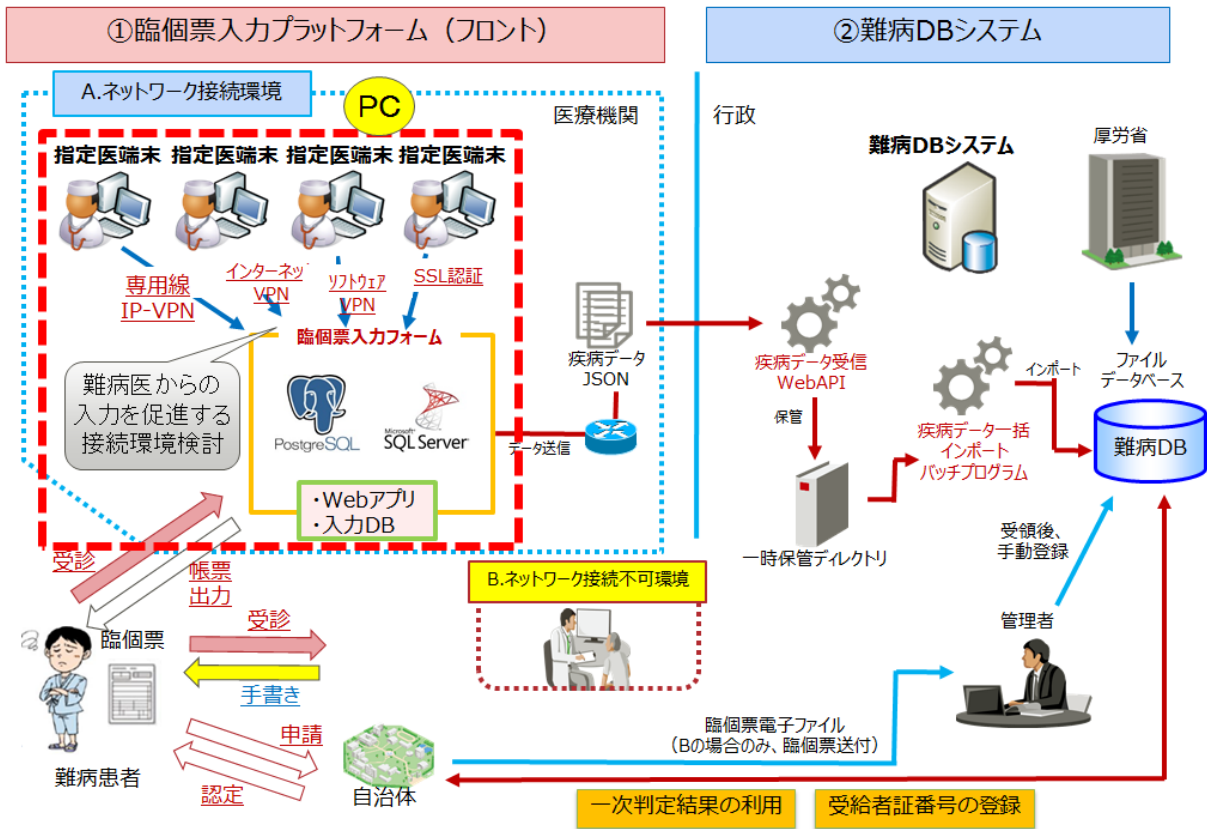 ①臨個票入力プラットフォーム（フロント）
②難病DBシステム
A.ネットワーク接続環境
PC
医療機関
行政
指定医端末
指定医端末
指定医端末
指定医端末
難病DBシステム
厚労省
専用線
IP-VPN
インターネッ
VPN
ソフトウェア
VPN
SSL認証
臨個票入力フォーム
難病医からの
入力を促進する
接続環境検討
PostgreSQL
Microsoft
SQL Server
・Webアプリ
・入力DB
データ送信
疾病データ
JSON
疾病データ受信
WebAPI
保管
一時保管ディレクトリ
疾病データ一括
インポート
バッチプログラム
インポート
ファイル
データベース
難病DB
受領後、
手動登録
管理者
受診
帳票
出力
B.ネットワーク接続不可環境
臨個票
受診
手書き
申請
認定
難病患者
自治体
臨個票電子ファイル
（Bの場合のみ、臨個票送付）
一次判定結果の利用
受給者証番号の登録